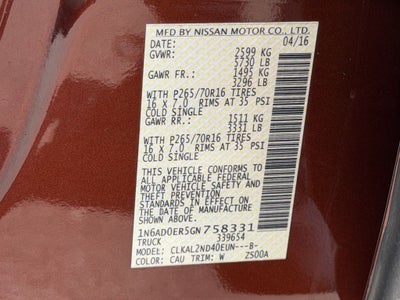 MFD BY NISSAN MOTOR CO., LTD.
DATE: 04/16
GVWR: 2599 KG
5730 LB
GAWR FR.: 1495 KG
3296 LB
WITH P265/70R16 TIRES
16 X 7.0 RIMS AT 35 PSI
COLD SINGLE
GAWR RR.: 1511 KG
3331 LB
WITH P265/70R16 TIRES
16 X 7.0 RIMS AT 35 PSI
COLD SINGLE
THIS VEHICLE CONFORMS TO
ALL APPLICABLE FEDERAL
MOTOR VEHICLE SAFETY AND THEFT
STANDARDS IN EFFECT ON THE
DATE OF MANUFACTURE
SHOWN ABOVE.
1N6AD0ER5GN 758331
TRUCK 339654
MODEL: CLKAL2ND40EUN---B-
COLOR: CAU TRIM: W ZS00A